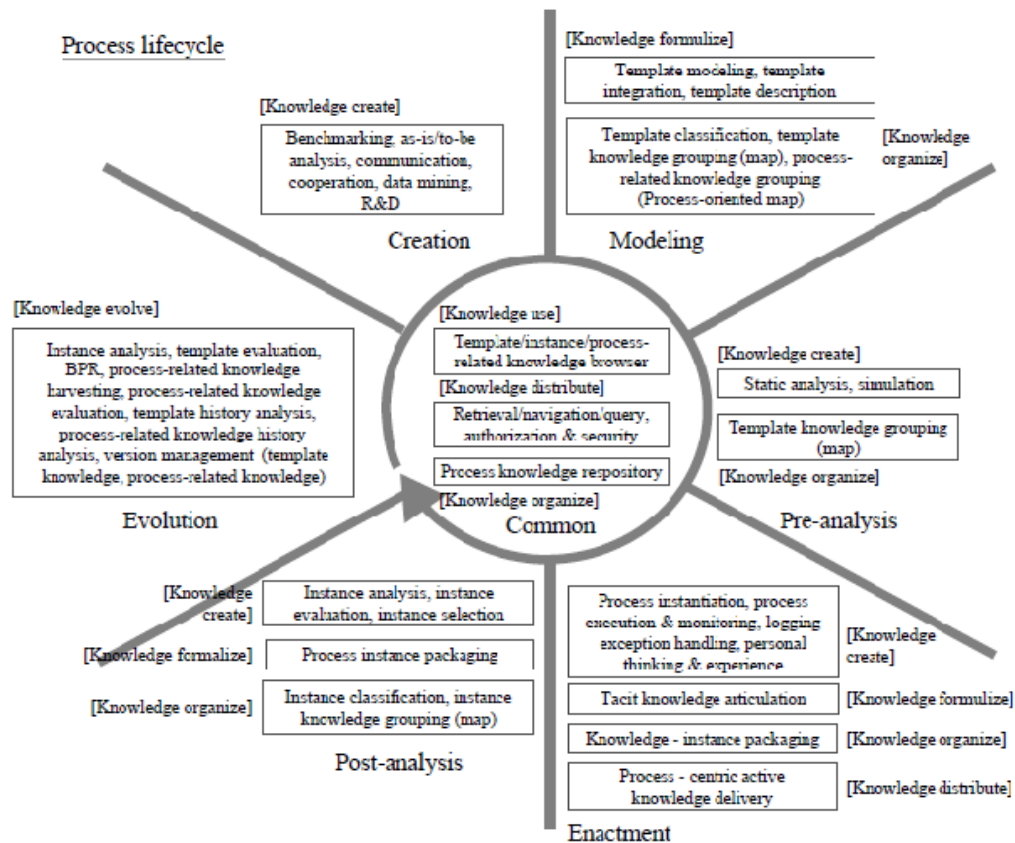 Process lifecycle
[Knowledge create]
Benchmarking, as-is/to-be
analysis, communication,
cooperation, data mining,
R&D
Creation
[Knowledge formulize]
Template modeling, template
integration, template description
Template classification, template
knowledge grouping (map), process-
related knowledge grouping
(Process-oriented map)
[Knowledge
organize]
Modeling
[Knowledge evolve]
Instance analysis, template evaluation,
BPR, process-related knowledge
harvesting, process-related knowledge
evaluation, template history analysis,
process-related knowledge history
analysis, version management (template
knowledge, process-related knowledge)
Evolution
[Knowledge use]
Template/instance/process-
related knowledge browser
[Knowledge distribute]
Retrieval/navigation/query,
authorization & security
Process knowledge respository
[Knowledge organize]
Common
[Knowledge create]
Static analysis, simulation
Template knowledge grouping
(map)
[Knowledge organize]
Pre-analysis
[Knowledge
create]
Instance analysis, instance
evaluation, instance selection
[Knowledge formalize]
Process instance packaging
[Knowledge organize]
Instance classification, instance
knowledge grouping (map)
Post-analysis
Process instantiation, process
execution & monitoring, logging
exception handling, personal
thinking & experience
[Knowledge
create]
Tacit knowledge articulation
[Knowledge formulize]
Knowledge - instance packaging
[Knowledge organize]
Process - centric active
knowledge delivery
[Knowledge distribute]
Enactment